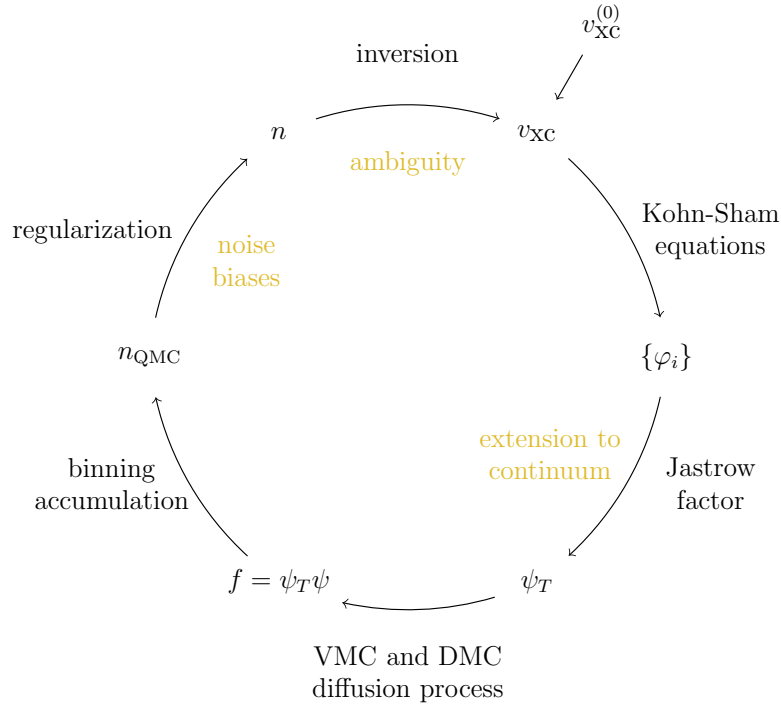 v_XC^(0)
inversion
n
v_XC
ambiguity
Kohn-Sham
equations
regularization
noise
biases
n_QMC
{φ_i}
extension to
continuum
binning
accumulation
Jastrow
factor
f = ψ_T ψ
ψ_T
VMC and DMC
diffusion process